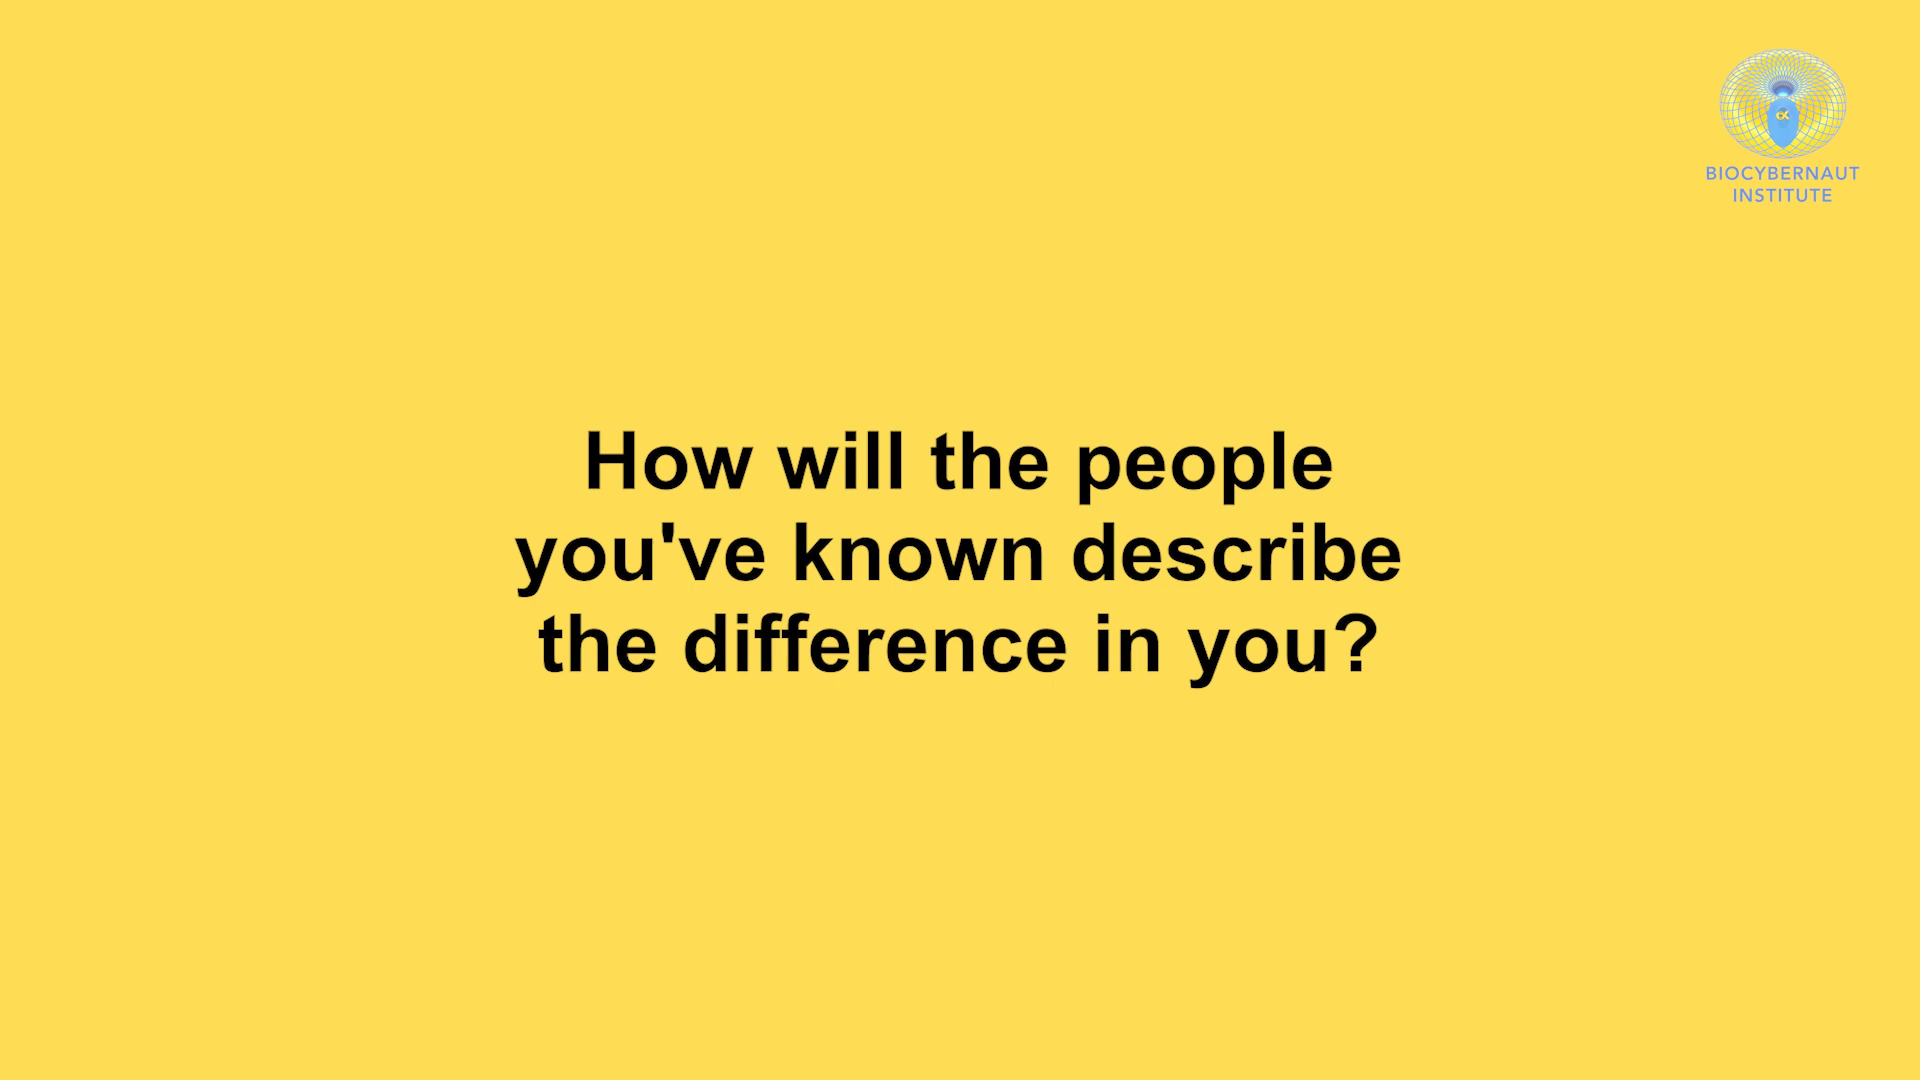 BIOCYBERNAUT
INSTITUTE
How will the people
you've known describe
the difference in you?